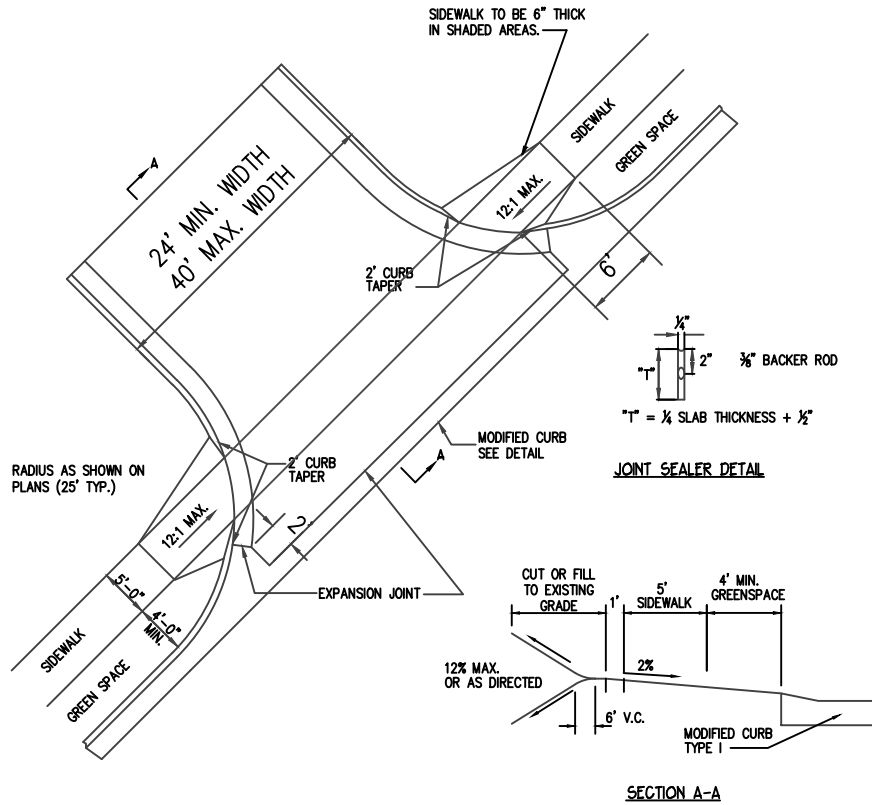 SIDEWALK TO BE 6" THICK
IN SHADED AREAS.
SIDEWALK
GREEN SPACE
12:1 MAX.
A
24' MIN. WIDTH
40' MAX. WIDTH
2' CURB
TAPER
6'
1/4"
"T"
2"
3/8" BACKER ROD
"T" = 1/4 SLAB THICKNESS + 1/2"
JOINT SEALER DETAIL
MODIFIED CURB
SEE DETAIL
A
RADIUS AS SHOWN ON
PLANS (25' TYP.)
2' CURB
TAPER
12:1 MAX.
2'
EXPANSION JOINT
5'-0"
4'-0"
MIN.
SIDEWALK
GREEN SPACE
CUT OR FILL
TO EXISTING
GRADE
1'
5'
SIDEWALK
4' MIN.
GREENSPACE
12% MAX.
OR AS DIRECTED
2%
6' V.C.
MODIFIED CURB
TYPE I
SECTION A-A